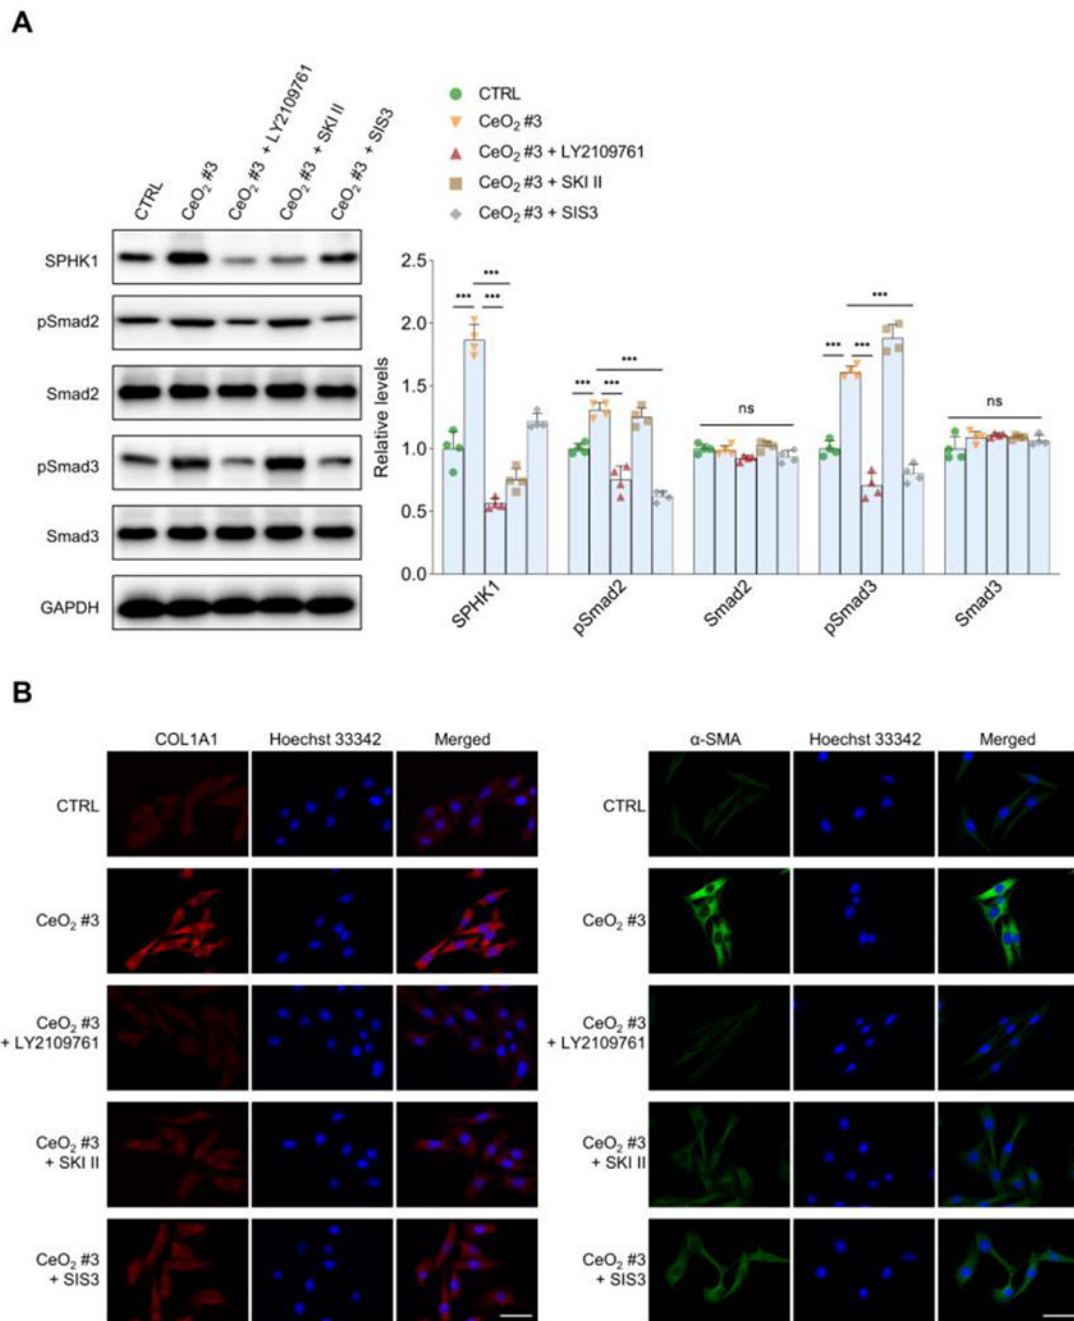 A
CTRL
CeO2 #3
CeO2 #3 + LY2109761
CeO2 #3 + SKI II
CeO2 #3 + SIS3
SPHK1
pSmad2
Smad2
pSmad3
Smad3
GAPDH
CTRL
CeO2 #3
CeO2 #3 + LY2109761
CeO2 #3 + SKI II
CeO2 #3 + SIS3
Relative levels
2.5
2.0
1.5
1.0
0.5
0.0
***
***
***
***
***
***
ns
***
***
***
ns
SPHK1
pSmad2
Smad2
pSmad3
Smad3
B
COL1A1 Hoechst 33342 Merged
CTRL
CeO2 #3
CeO2 #3
+ LY2109761
CeO2 #3
+ SKI II
CeO2 #3
+ SIS3
α-SMA Hoechst 33342 Merged
CTRL
CeO2 #3
CeO2 #3
+ LY2109761
CeO2 #3
+ SKI II
CeO2 #3
+ SIS3